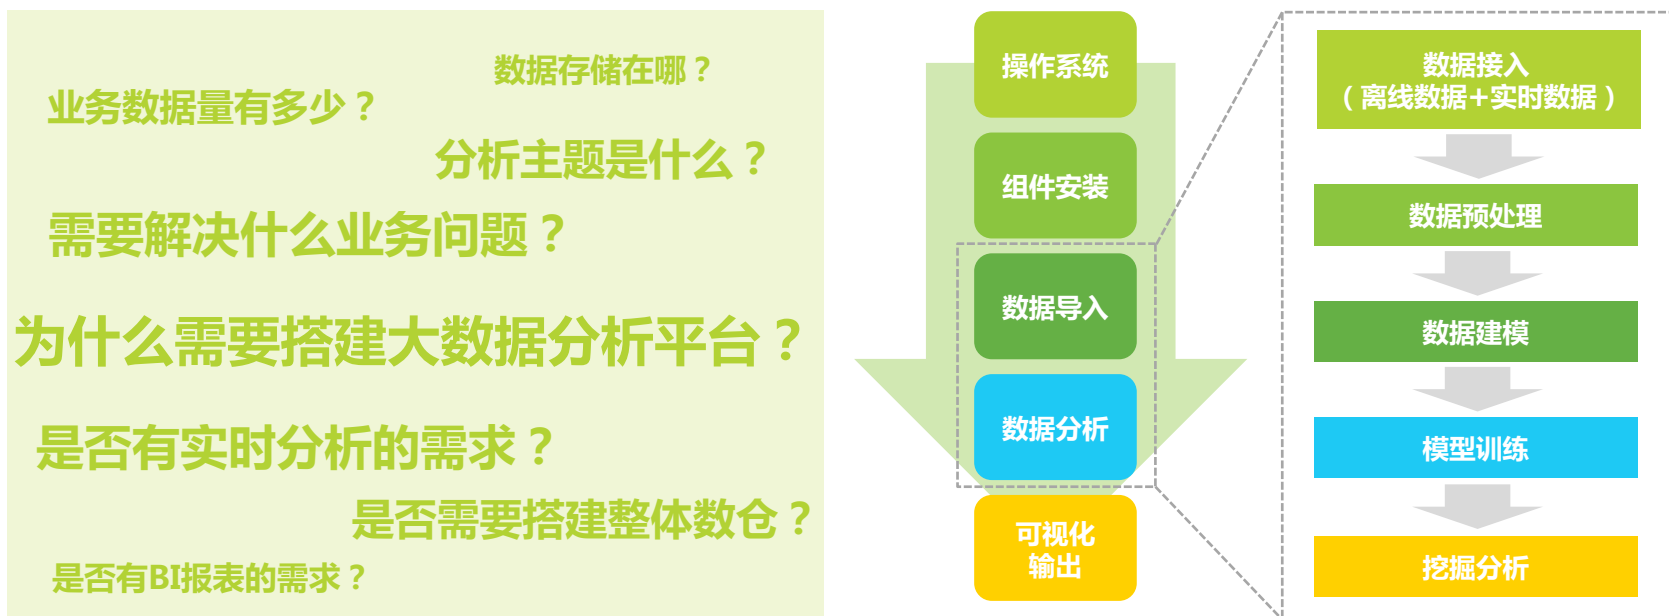 数据存储在哪？
业务数据量有多少？
分析主题是什么？
需要解决什么业务问题？
为什么需要搭建大数据分析平台？
是否有实时分析的需求？
是否需要搭建整体数仓？
是否有BI报表的需求？
操作系统
组件安装
数据导入
数据分析
可视化
输出
数据接入
（离线数据+实时数据）
数据预处理
数据建模
模型训练
挖掘分析